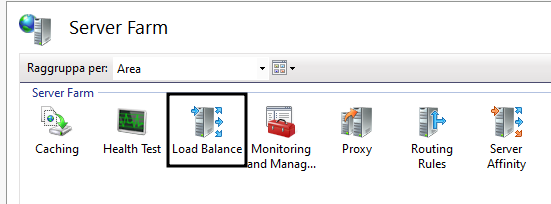 Server Farm
Raggruppa per: Area
Server Farm
Caching Health Test Load Balance Monitoring and Manag... Proxy Routing Rules Server Affinity